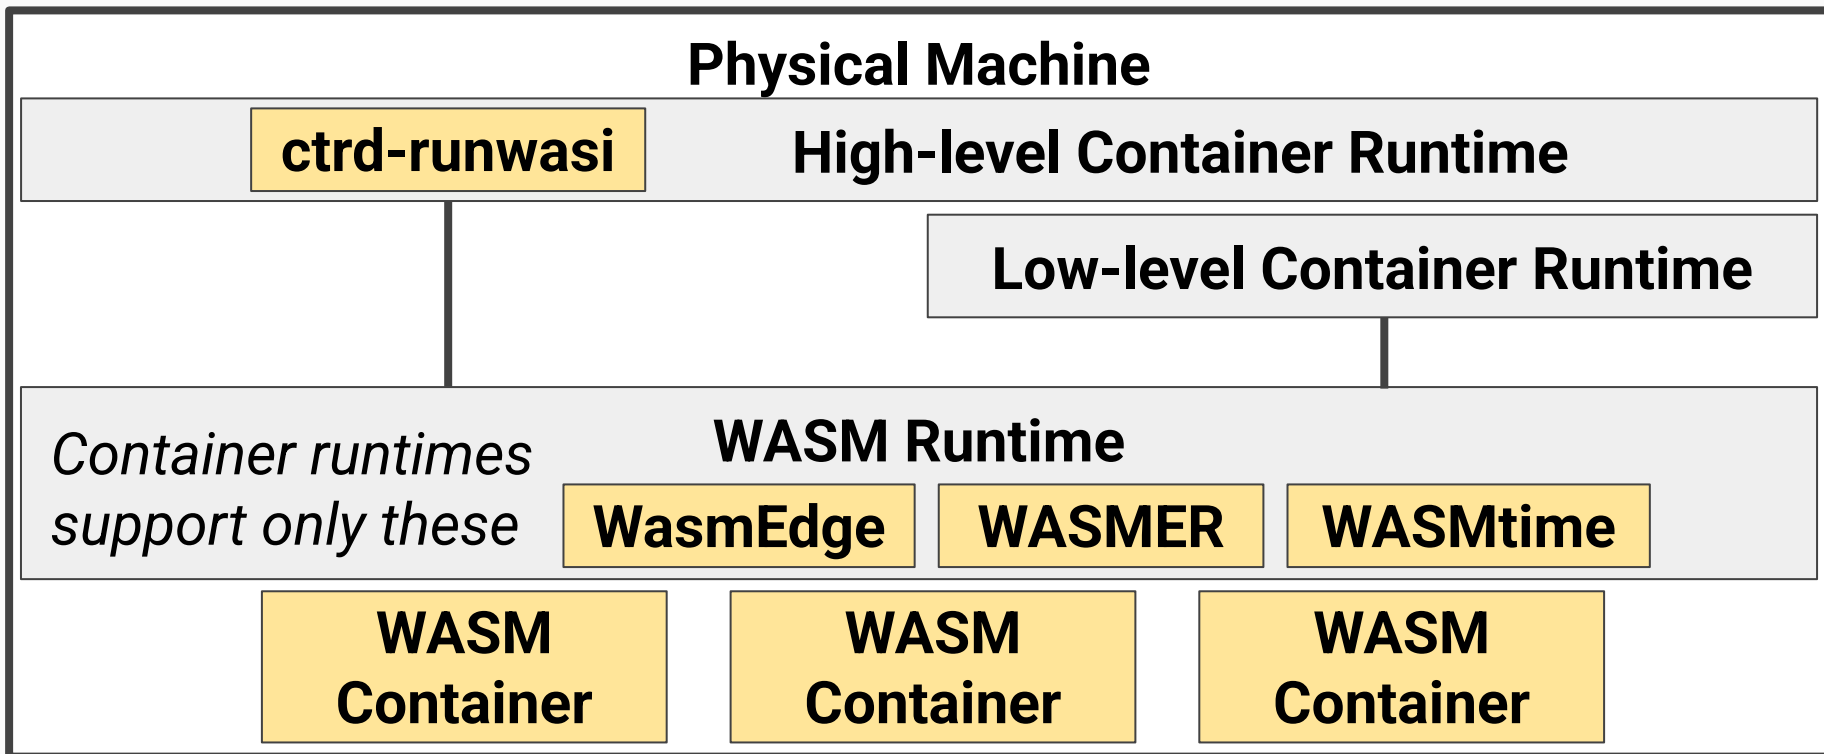 Physical Machine
ctrd-runwasi
High-level Container Runtime
Low-level Container Runtime
WASM Runtime
Container runtimes
support only these
WasmEdge
WASMER
WASMtime
WASM
Container
WASM
Container
WASM
Container